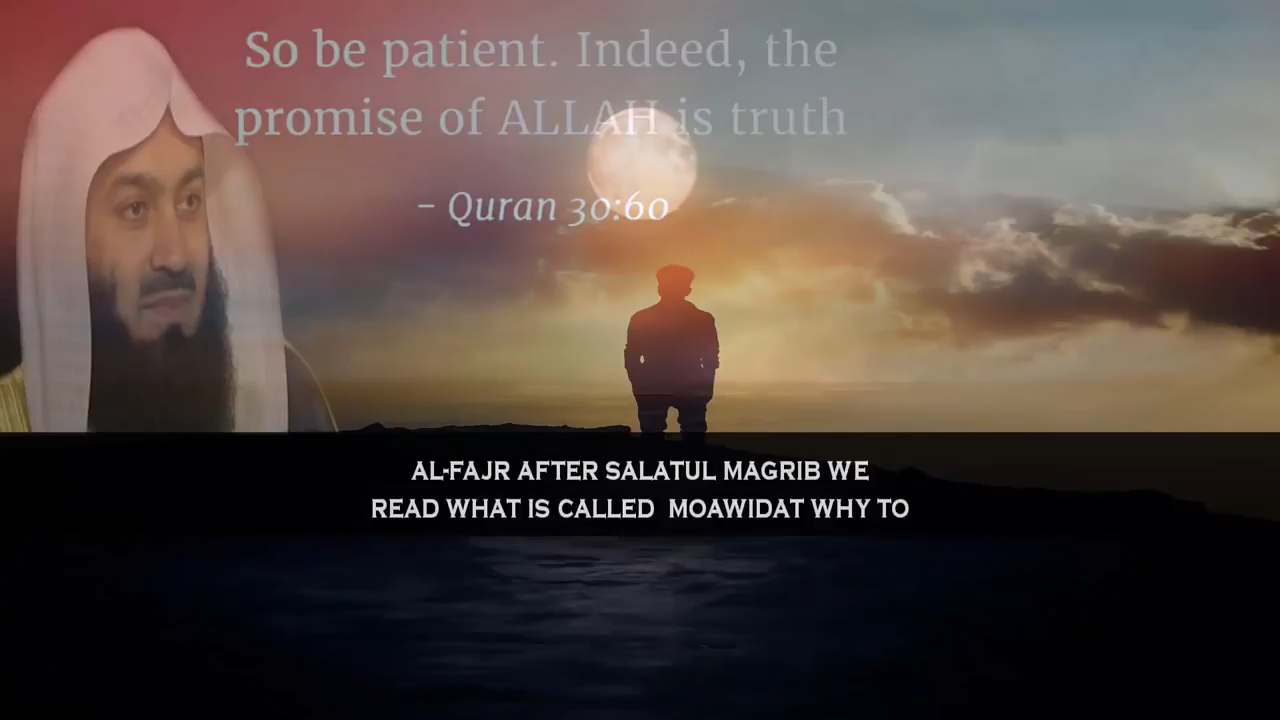 So be patient. Indeed, the
promise of ALLAH is truth
- Quran 30:60
AL-FAJR AFTER SALATUL MAGRIB WE
READ WHAT IS CALLED  MOAWIDAT WHY TO